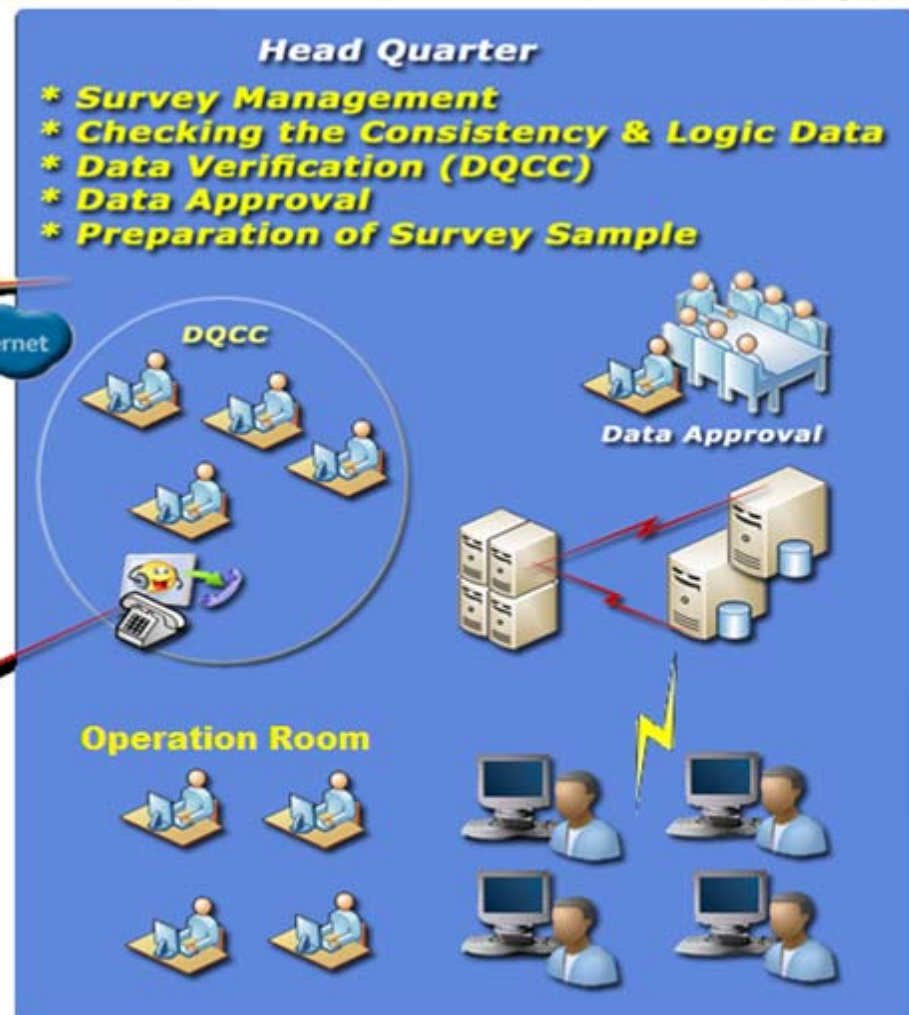 Head Quarter
* Survey Management
* Checking the Consistency & Logic Data
* Data Verification (DQCC)
* Data Approval
* Preparation of Survey Sample
ernet
DQCC
Data Approval
Operation Room